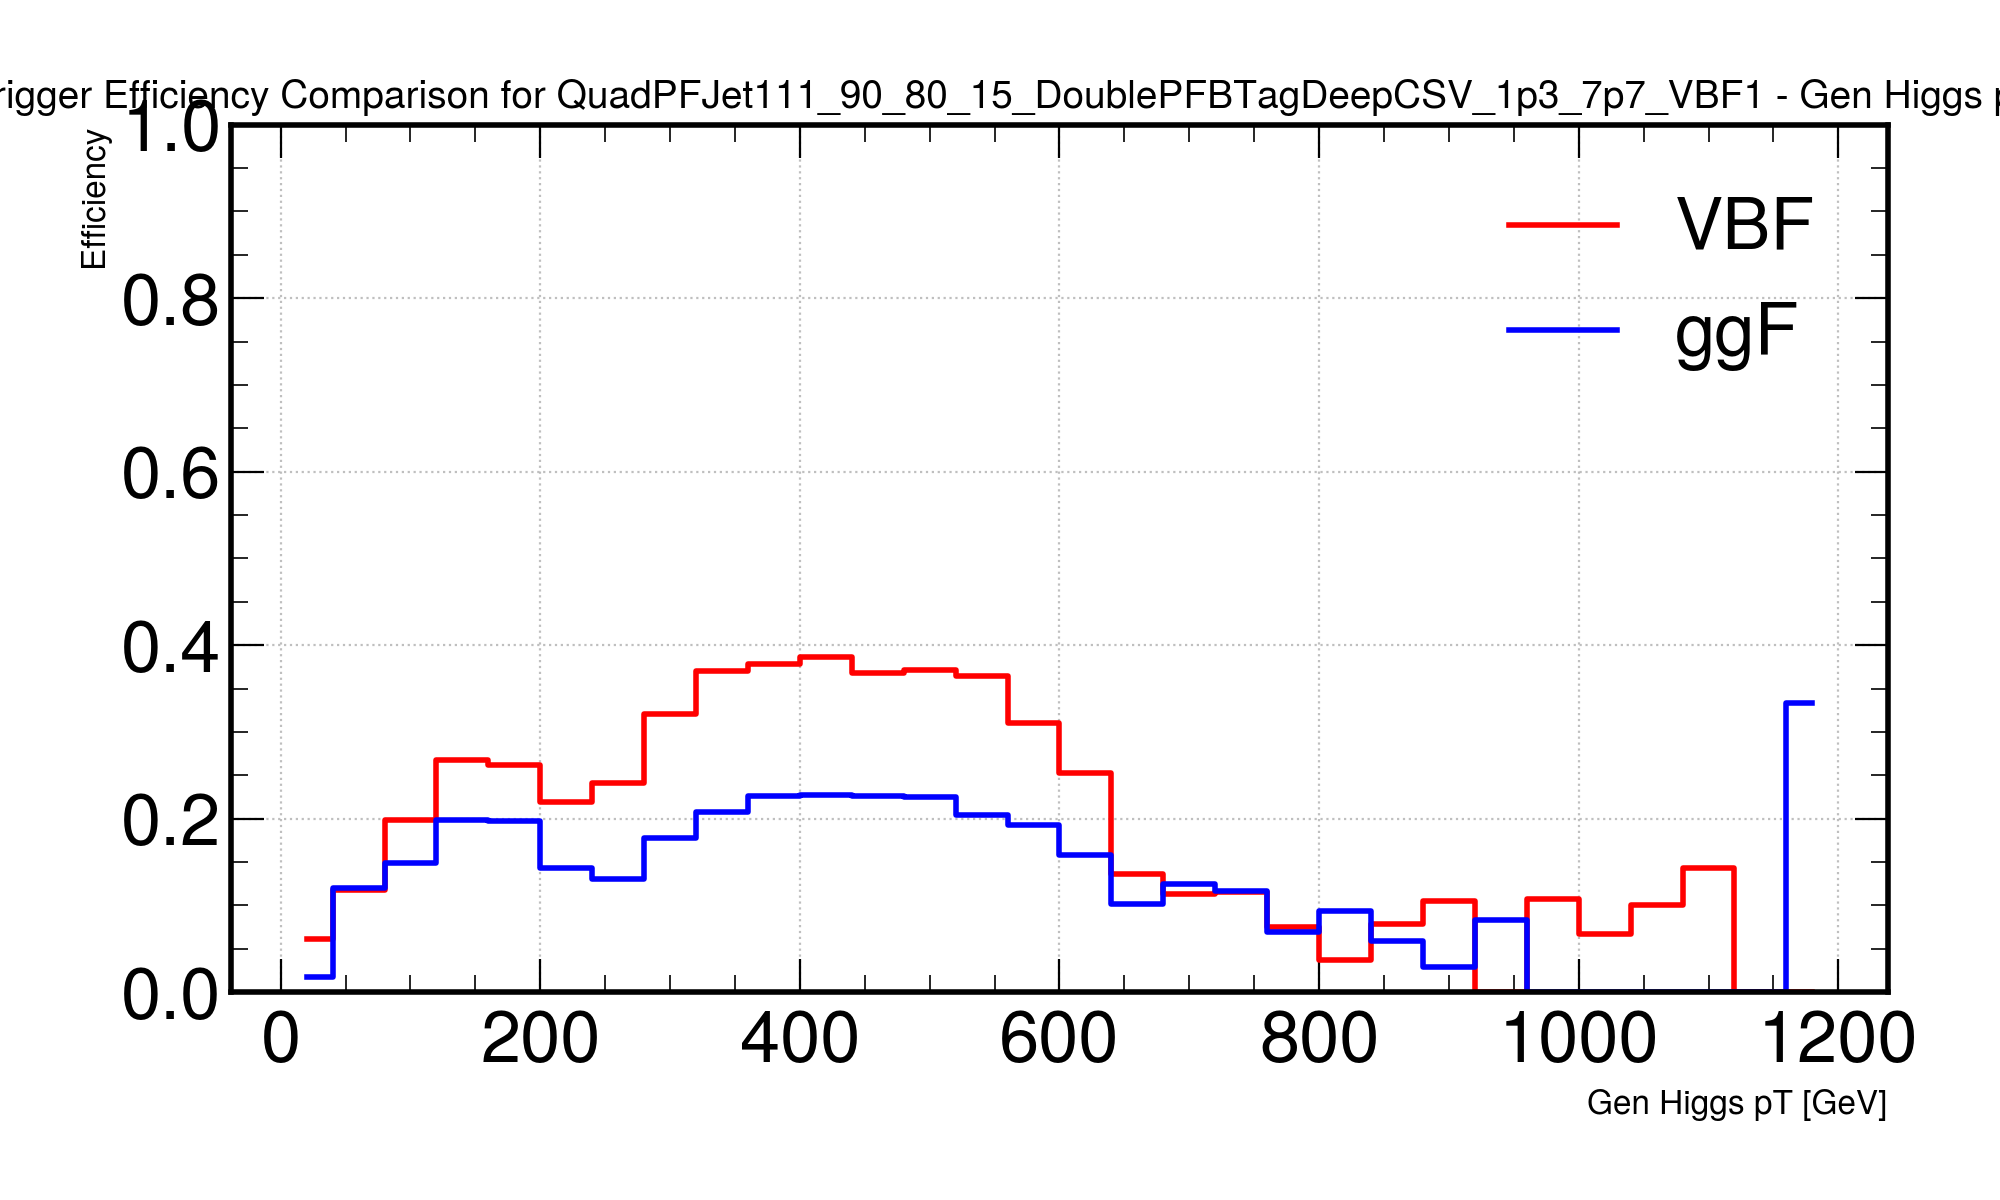 rigger Efficiency Comparison for QuadPFJet111_90_80_15_DoublePFBTagDeepCSV_1p3_7p7_VBF1 - Gen Higgs p
Efficiency
1.0
0.8
0.6
0.4
0.2
0.0
VBF
ggF
0 200 400 600 800 1000 1200
Gen Higgs pT [GeV]